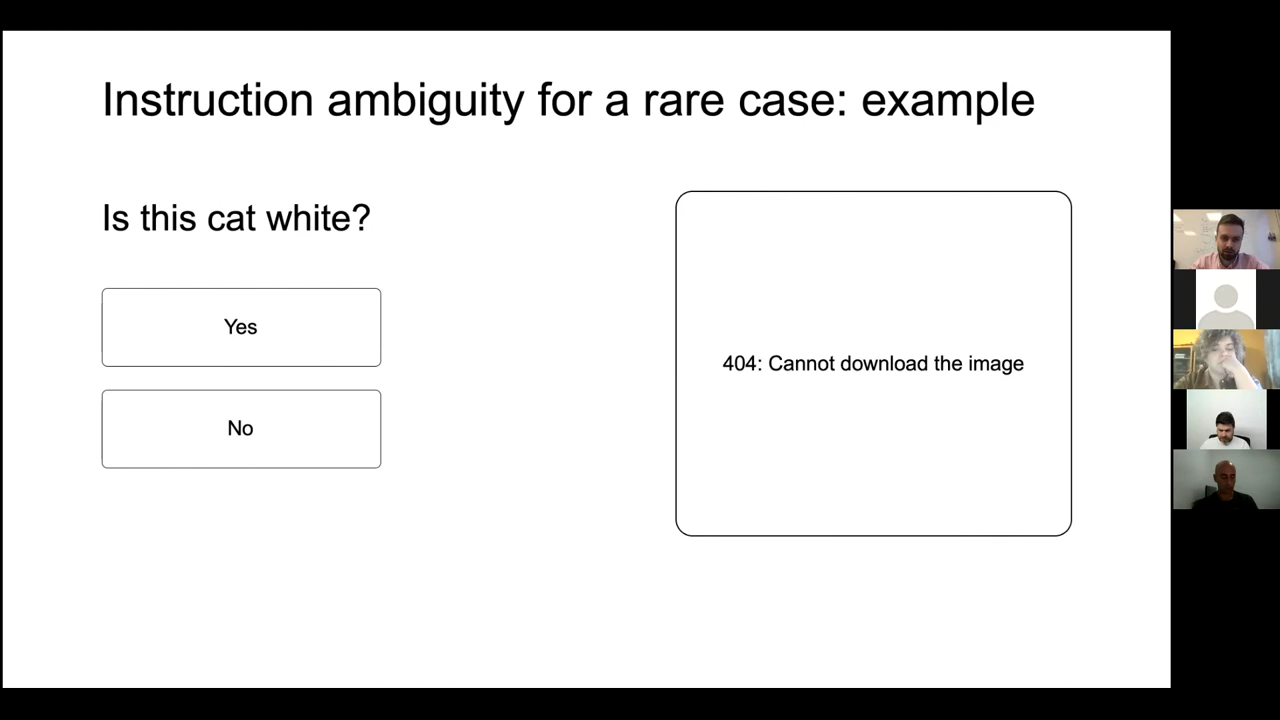 Instruction ambiguity for a rare case: example
Is this cat white?
Yes
No
404: Cannot download the image